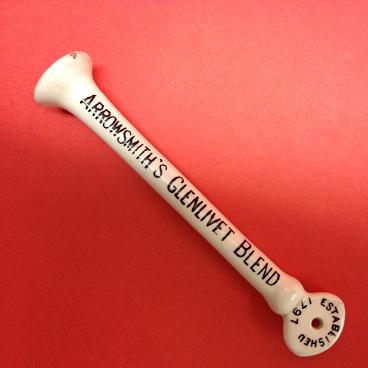 ARROWSMITH'S GLENLIVET BLEND
ESTABLISHED
1797